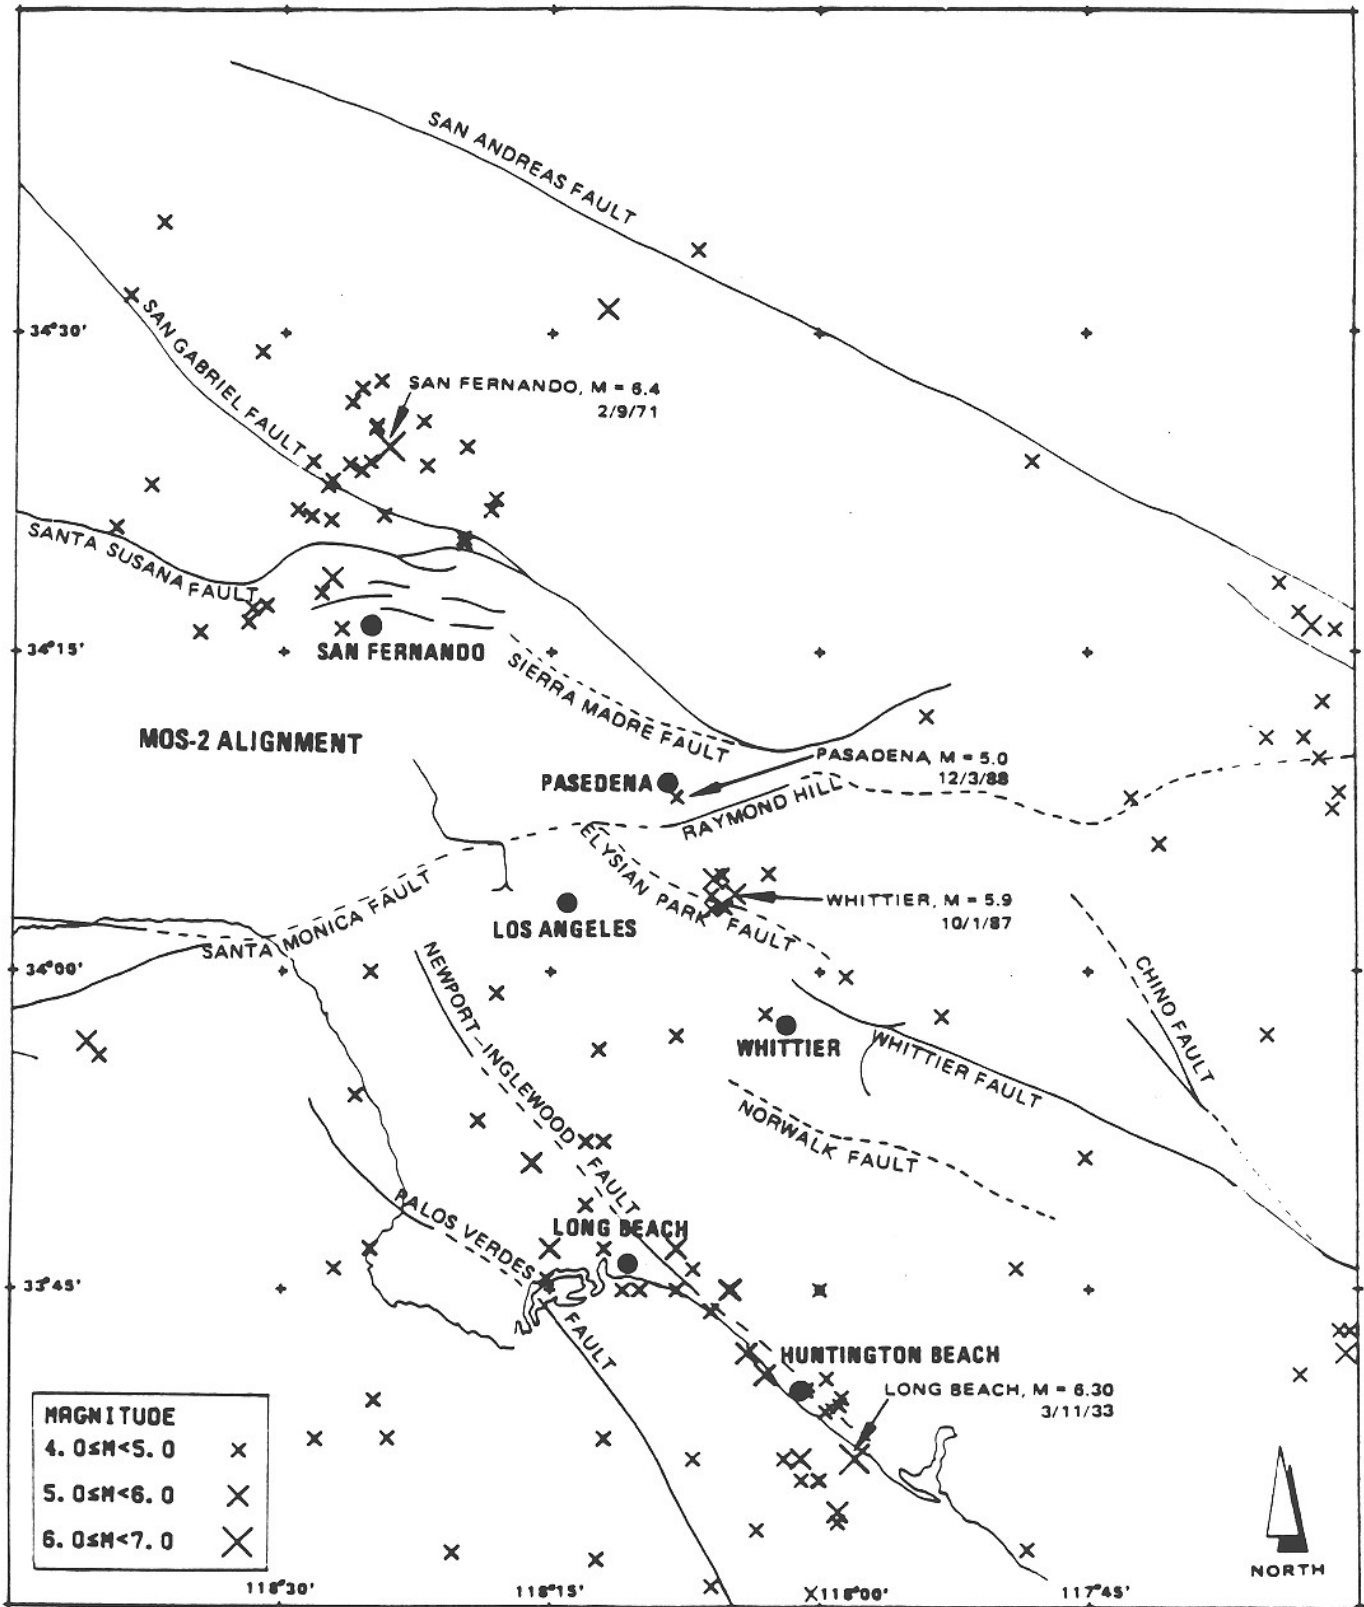 SAN ANDREAS FAULT
34°30'
SAN GABRIEL FAULT
SAN FERNANDO, M = 6.4
2/9/71
SANTA SUSANA FAULT
34°15'
SAN FERNANDO
SIERRA MADRE FAULT
MOS-2 ALIGNMENT
PASADENA, M = 5.0
12/3/88
PASEDENA
RAYMOND HILL
ELYSIAN PARK FAULT
WHITTIER, M = 5.9
10/1/87
LOS ANGELES
SANTA MONICA FAULT
34°00'
NEWPORT-INGLEWOOD FAULT
CHINO FAULT
WHITTIER
WHITTIER FAULT
NORWALK FAULT
PALOS VERDES FAULT
LONG BEACH
33°45'
HUNTINGTON BEACH
LONG BEACH, M = 6.30
3/11/33
MAGNITUDE
4.0≤M<5.0
5.0≤M<6.0
6.0≤M<7.0
NORTH
118°30'
118°15'
118°00'
117°45'